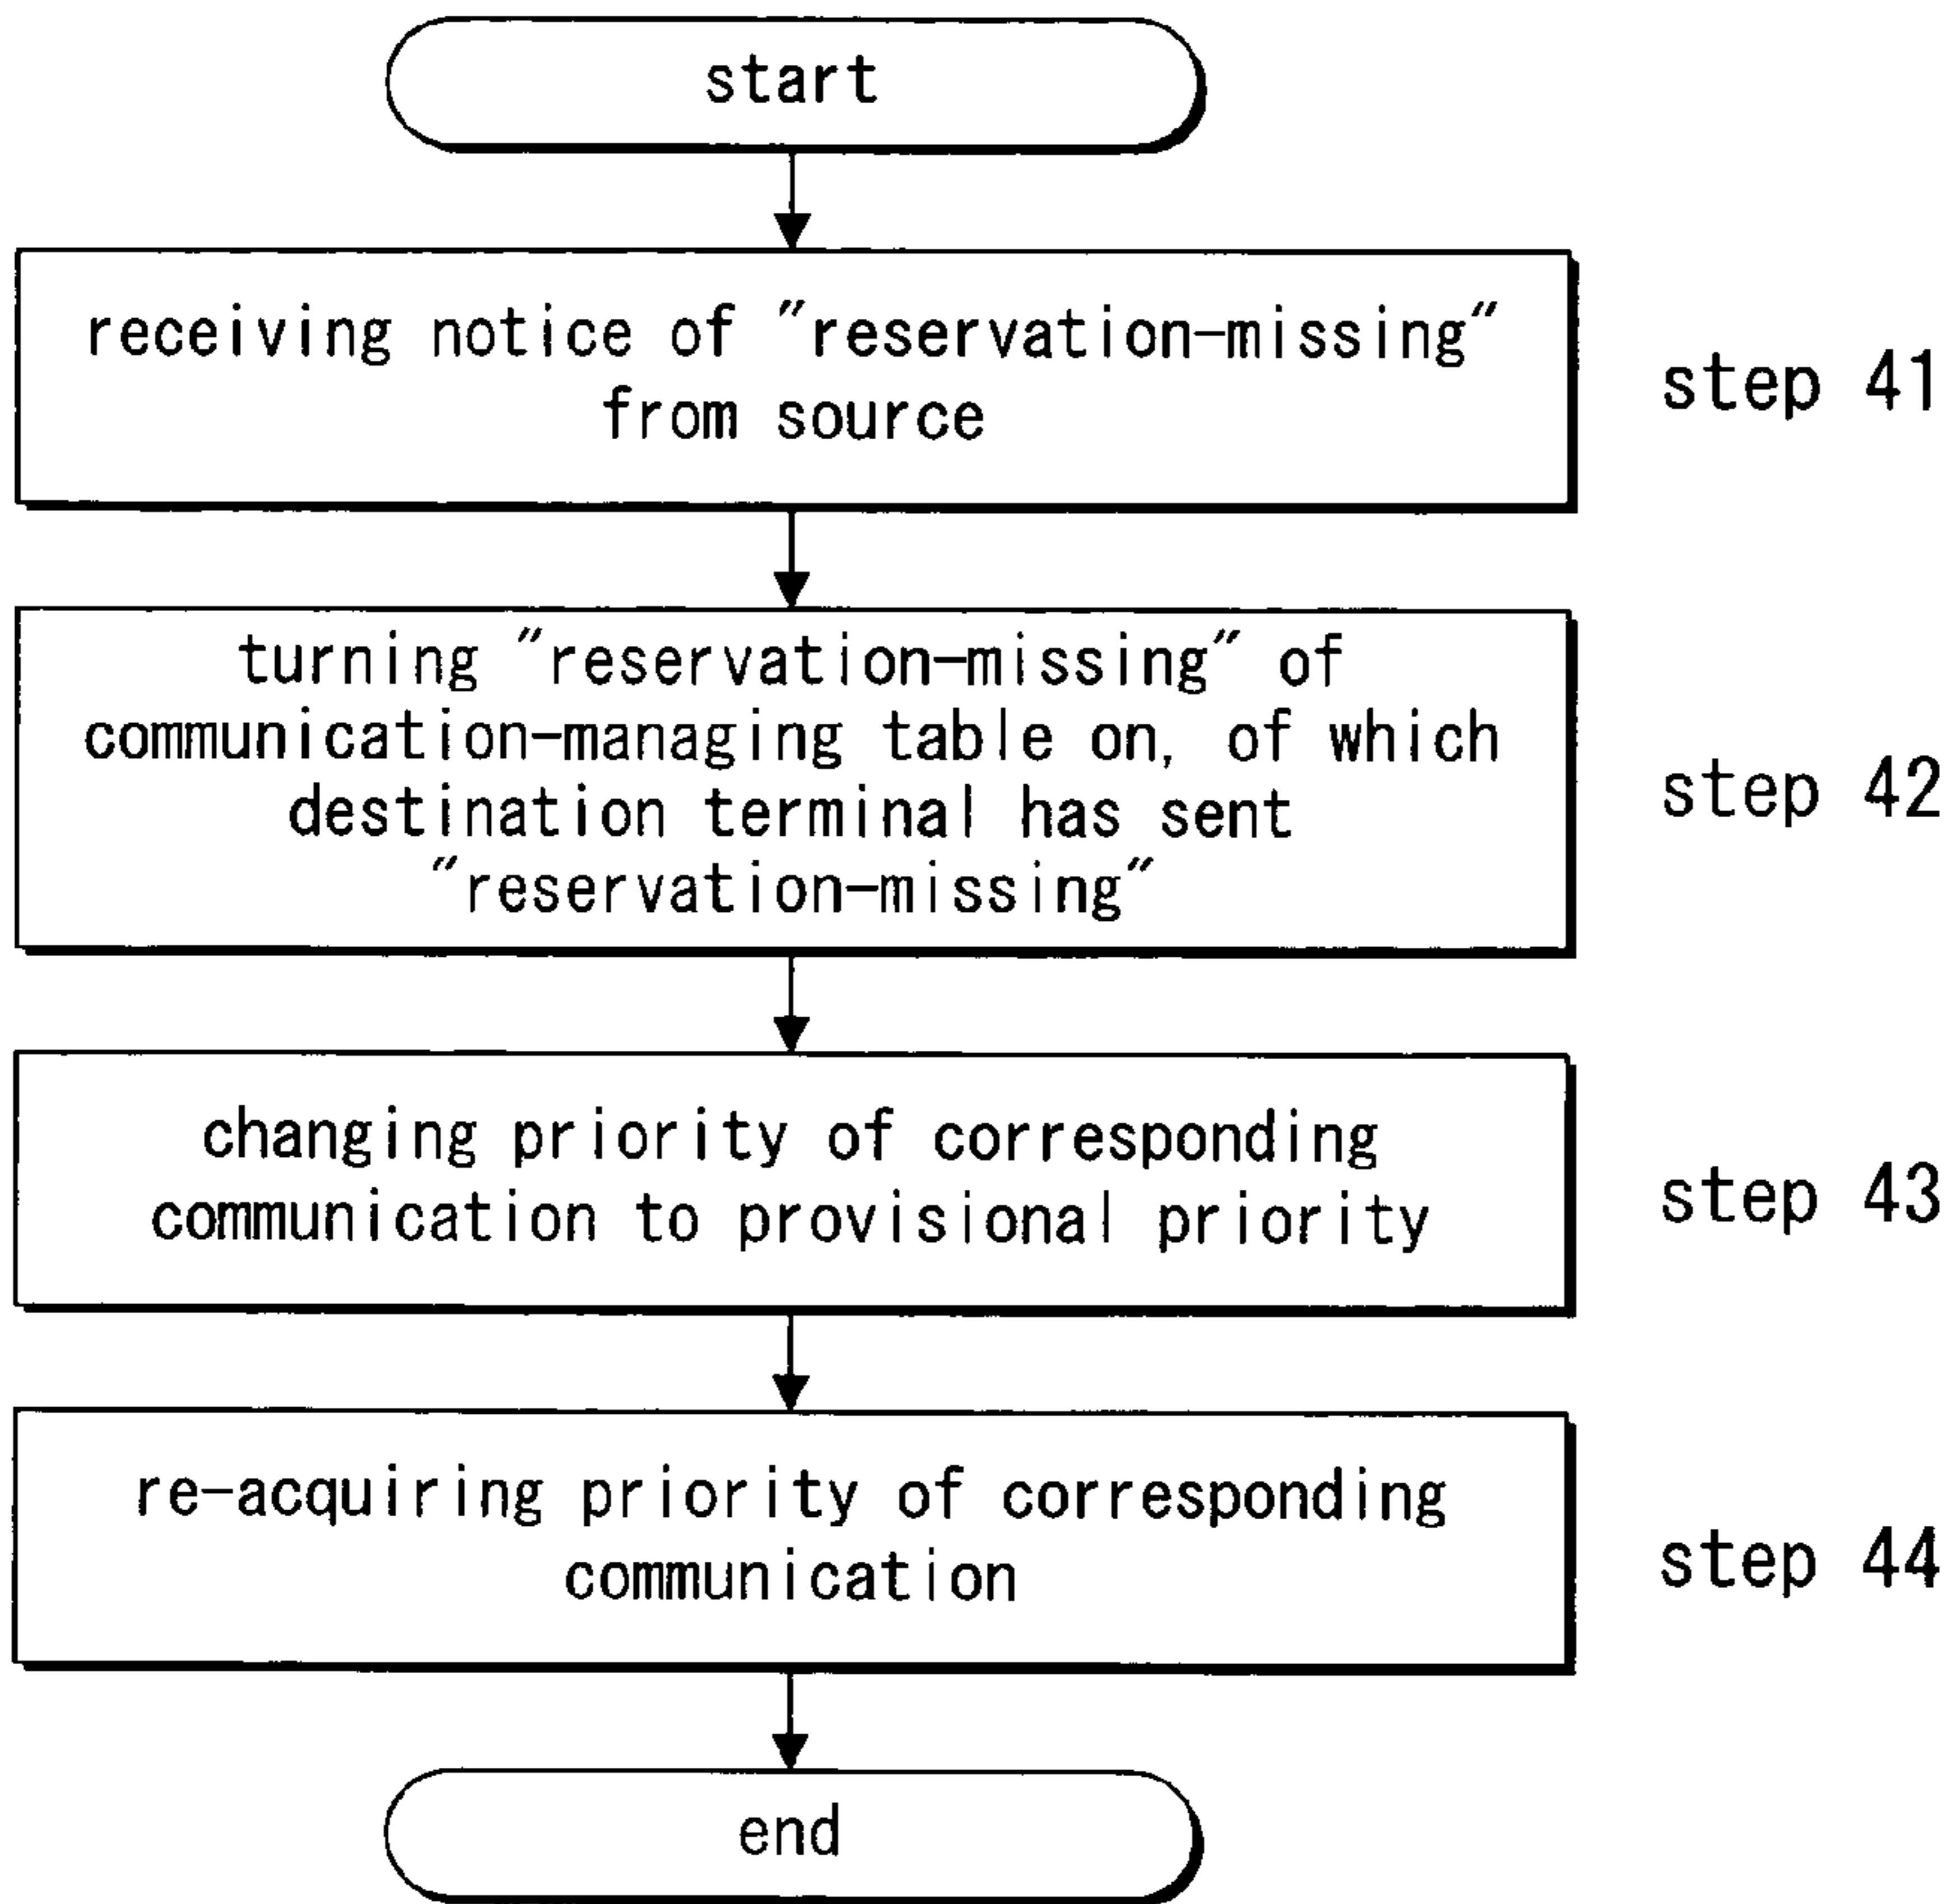 start
receiving notice of "reservation-missing"
from source
step 41
turning "reservation-missing" of
communication-managing table on, of which
destination terminal has sent
"reservation-missing"
step 42
changing priority of corresponding
communication to provisional priority
step 43
re-acquiring priority of corresponding
communication
step 44
end